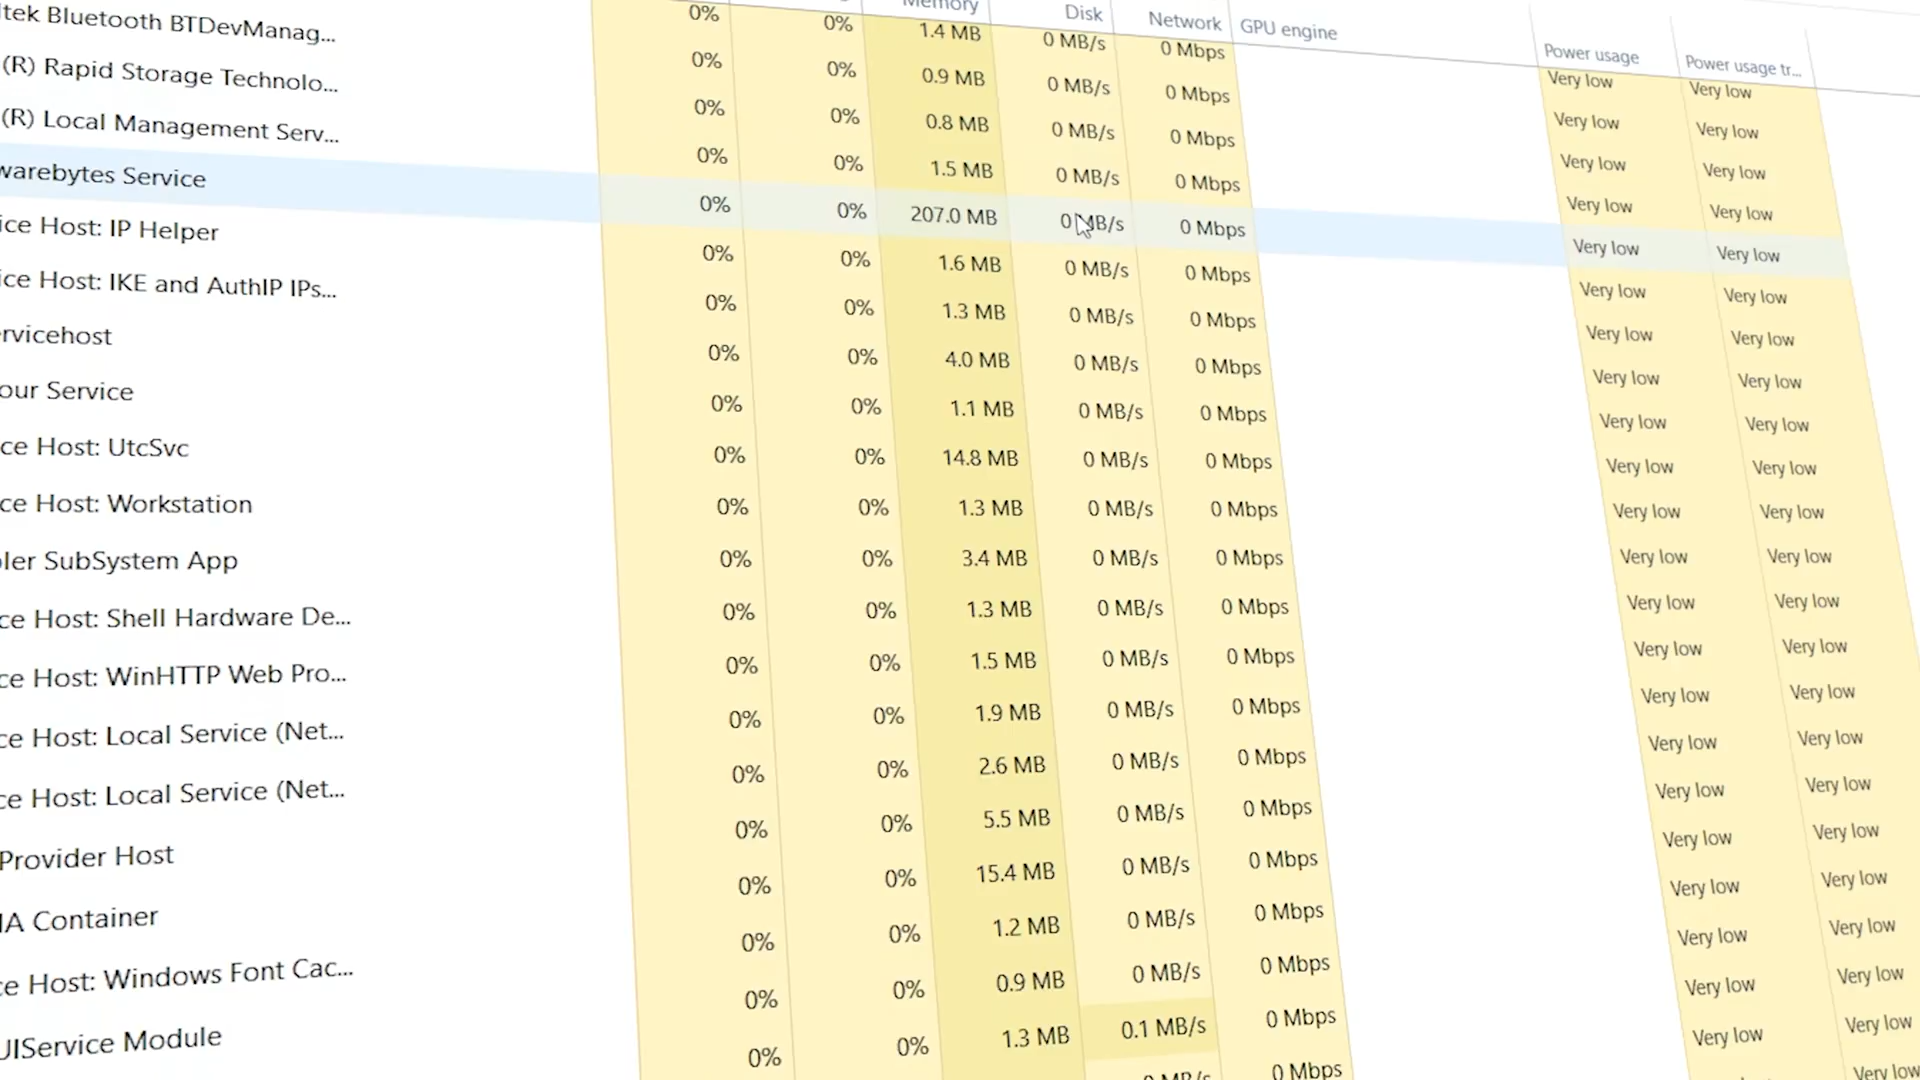 Memory Disk Network GPU engine Power usage Power usage tr...
0% 0% 1.4 MB 0 MB/s 0 Mbps Very low Very low
ltek Bluetooth BTDevManag... 0% 0% 0.9 MB 0 MB/s 0 Mbps Very low Very low
(R) Rapid Storage Technolo... 0% 0% 0.8 MB 0 MB/s 0 Mbps Very low Very low
(R) Local Management Serv... 0% 0% 1.5 MB 0 MB/s 0 Mbps Very low Very low
warebytes Service 0% 0% 207.0 MB 0 MB/s 0 Mbps Very low Very low
ice Host: IP Helper 0% 0% 1.6 MB 0 MB/s 0 Mbps Very low Very low
ice Host: IKE and AuthIP IPs... 0% 0% 1.3 MB 0 MB/s 0 Mbps Very low Very low
rvicehost 0% 0% 4.0 MB 0 MB/s 0 Mbps Very low Very low
our Service 0% 0% 1.1 MB 0 MB/s 0 Mbps Very low Very low
ce Host: UtcSvc 0% 0% 14.8 MB 0 MB/s 0 Mbps Very low Very low
ce Host: Workstation 0% 0% 1.3 MB 0 MB/s 0 Mbps Very low Very low
oler SubSystem App 0% 0% 3.4 MB 0 MB/s 0 Mbps Very low Very low
ce Host: Shell Hardware De... 0% 0% 1.3 MB 0 MB/s 0 Mbps Very low Very low
ce Host: WinHTTP Web Pro... 0% 0% 1.5 MB 0 MB/s 0 Mbps Very low Very low
ce Host: Local Service (Net... 0% 0% 1.9 MB 0 MB/s 0 Mbps Very low Very low
ce Host: Local Service (Net... 0% 0% 2.6 MB 0 MB/s 0 Mbps Very low Very low
Provider Host 0% 0% 5.5 MB 0 MB/s 0 Mbps Very low Very low
IA Container 0% 0% 15.4 MB 0 MB/s 0 Mbps Very low Very low
ce Host: Windows Font Cac... 0% 0% 1.2 MB 0 MB/s 0 Mbps Very low Very low
UIService Module 0% 0% 0.9 MB 0 MB/s 0 Mbps Very low Very low
0% 0% 1.3 MB 0.1 MB/s 0 Mbps Very low Very low
0 MB/s 0 Mbps Very low